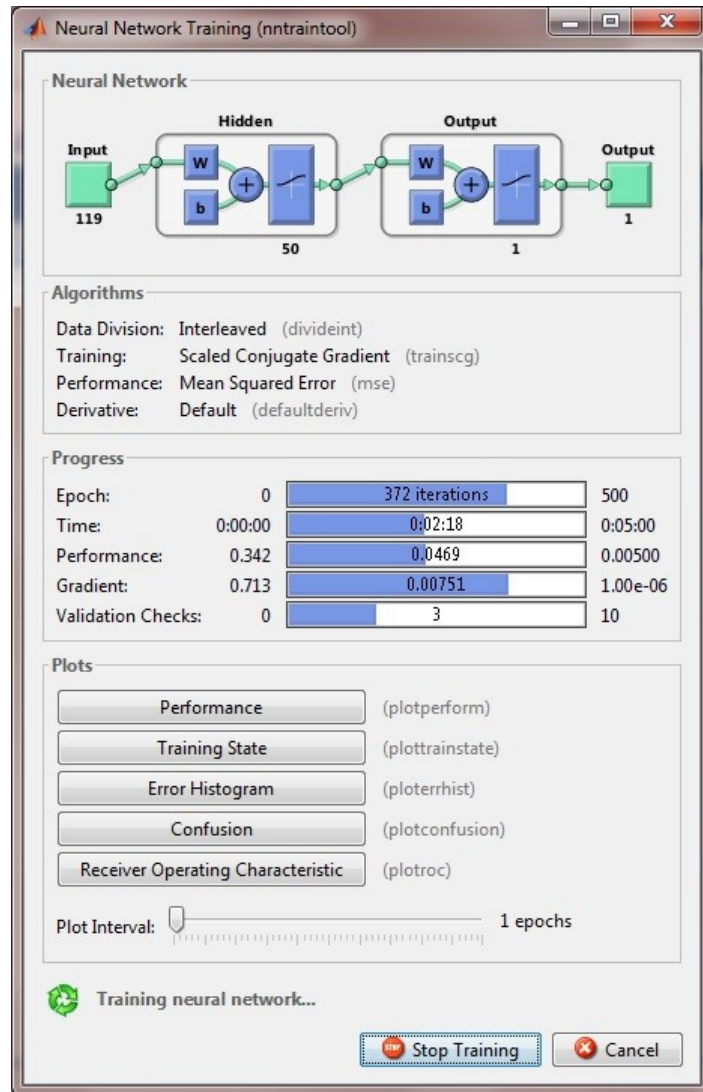 Neural Network Training (nntraintool)
Neural Network
Hidden
Output
Input
W
b
+
W
b
+
Output
119
50
1
1
Algorithms
Data Division: Interleaved (divideint)
Training: Scaled Conjugate Gradient (trainscg)
Performance: Mean Squared Error (mse)
Derivative: Default (defaultderiv)
Progress
Epoch: 0 372 iterations 500
Time: 0:00:00 0:02:18 0:05:00
Performance: 0.342 0.0469 0.00500
Gradient: 0.713 0.00751 1.00e-06
Validation Checks: 0 3 10
Plots
Performance (plotperform)
Training State (plottrainstate)
Error Histogram (ploterrhist)
Confusion (plotconfusion)
Receiver Operating Characteristic (plotroc)
Plot Interval: 1 epochs
Training neural network...
STOP Stop Training Cancel